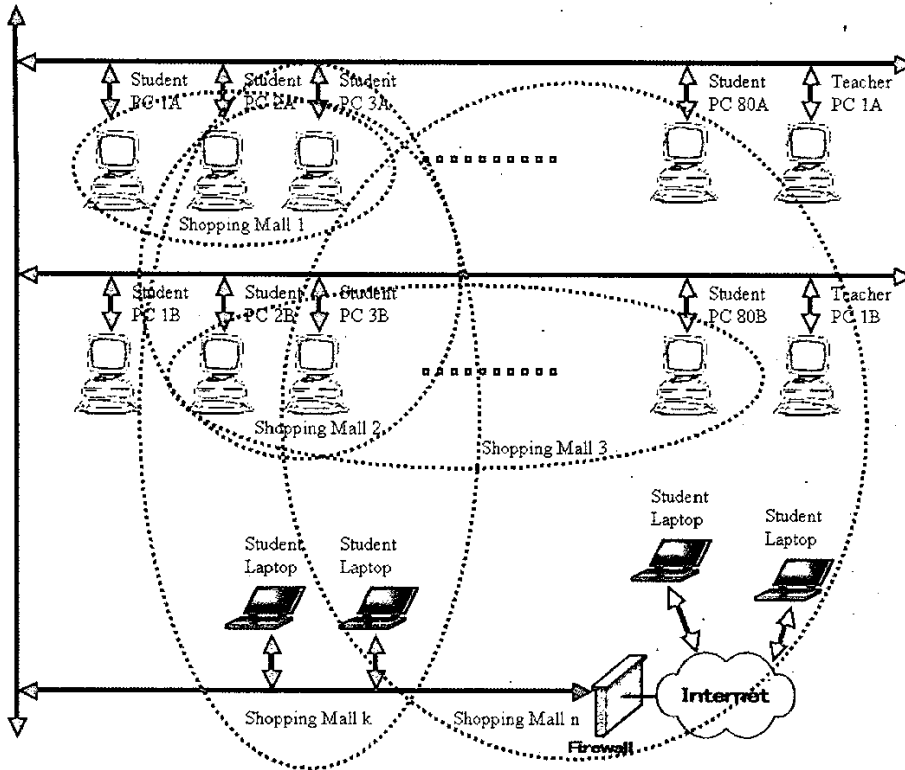 Student
PC 1A
Student
PC 2A
Student
PC 3A
Student
PC 80A
Teacher
PC 1A
Shopping Mall 1
Student
PC 1B
Student
PC 2B
Student
PC 3B
Student
PC 80B
Teacher
PC 1B
Shopping Mall 2
Shopping Mall 3
Student
Laptop
Student
Laptop
Student
Laptop
Student
Laptop
Internet
Shopping Mall k
Shopping Mall n
Firewall